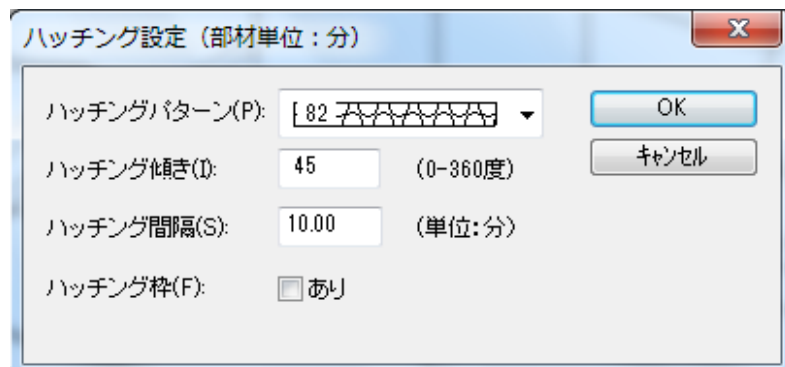 ハッチング設定（部材単位：分）
ハッチングパターン(P): [ 82
OK
ハッチング傾き(I): 45 (0-360度)
キャンセル
ハッチング間隔(S): 10.00 (単位:分)
ハッチング枠(F): あり